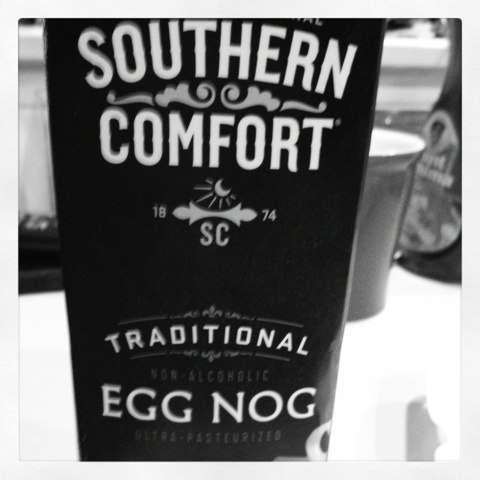 SOUTHERN
COMFORT
18 74
SC
TRADITIONAL
NON-ALCOHOLIC
EGG NOG
ULTRA-PASTEURIZED